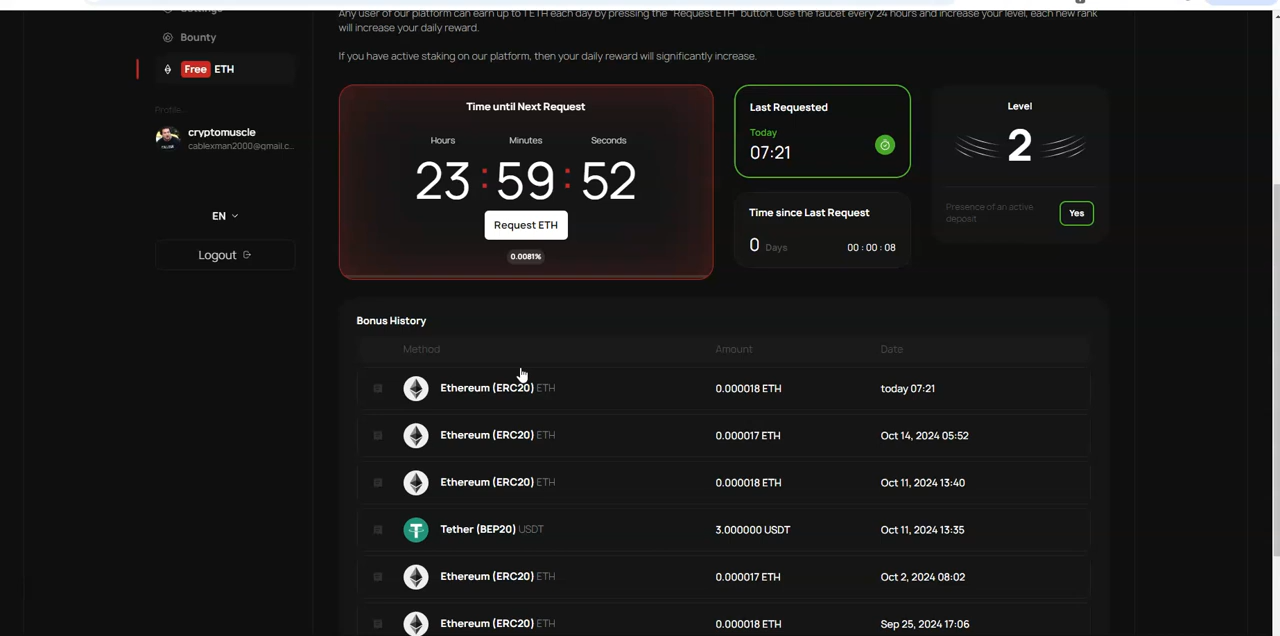 Settings
Any user of our platform can earn up to 1 ETH each day by pressing the "Request ETH" button. Use the faucet every 24 hours and increase your level, each new rank
will increase your daily reward.
Bounty
If you have active staking on our platform, then your daily reward will significantly increase.
Free ETH
Profile
cryptomuscle
cablexman2000@gmail.c...
EN
Logout
Time until Next Request
Hours Minutes Seconds
23 : 59 : 52
Request ETH
0.0081%
Last Requested
Today
07:21
Time since Last Request
0 Days 00 : 00 : 08
Level
2
Presence of an active
deposit
Yes
Bonus History
Method Amount Date
Ethereum (ERC20) ETH 0.000018 ETH today 07:21
Ethereum (ERC20) ETH 0.000017 ETH Oct 14, 2024 05:52
Ethereum (ERC20) ETH 0.000018 ETH Oct 11, 2024 13:40
Tether (BEP20) USDT 3.000000 USDT Oct 11, 2024 13:35
Ethereum (ERC20) ETH 0.000017 ETH Oct 2, 2024 08:02
Ethereum (ERC20) ETH 0.000018 ETH Sep 25, 2024 17:06